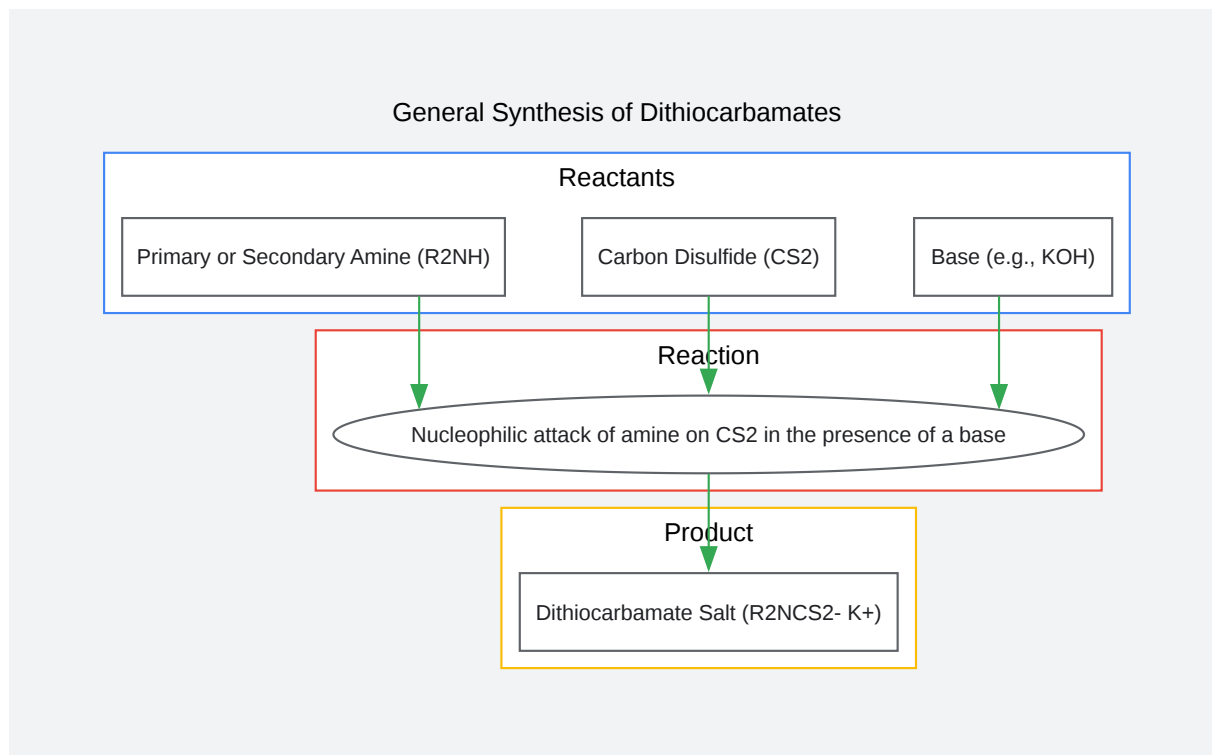 General Synthesis of Dithiocarbamates
Reactants
Primary or Secondary Amine (R2NH)
Carbon Disulfide (CS2)
Base (e.g., KOH)
Reaction
Nucleophilic attack of amine on CS2 in the presence of a base
Product
Dithiocarbamate Salt (R2NCS2- K+)